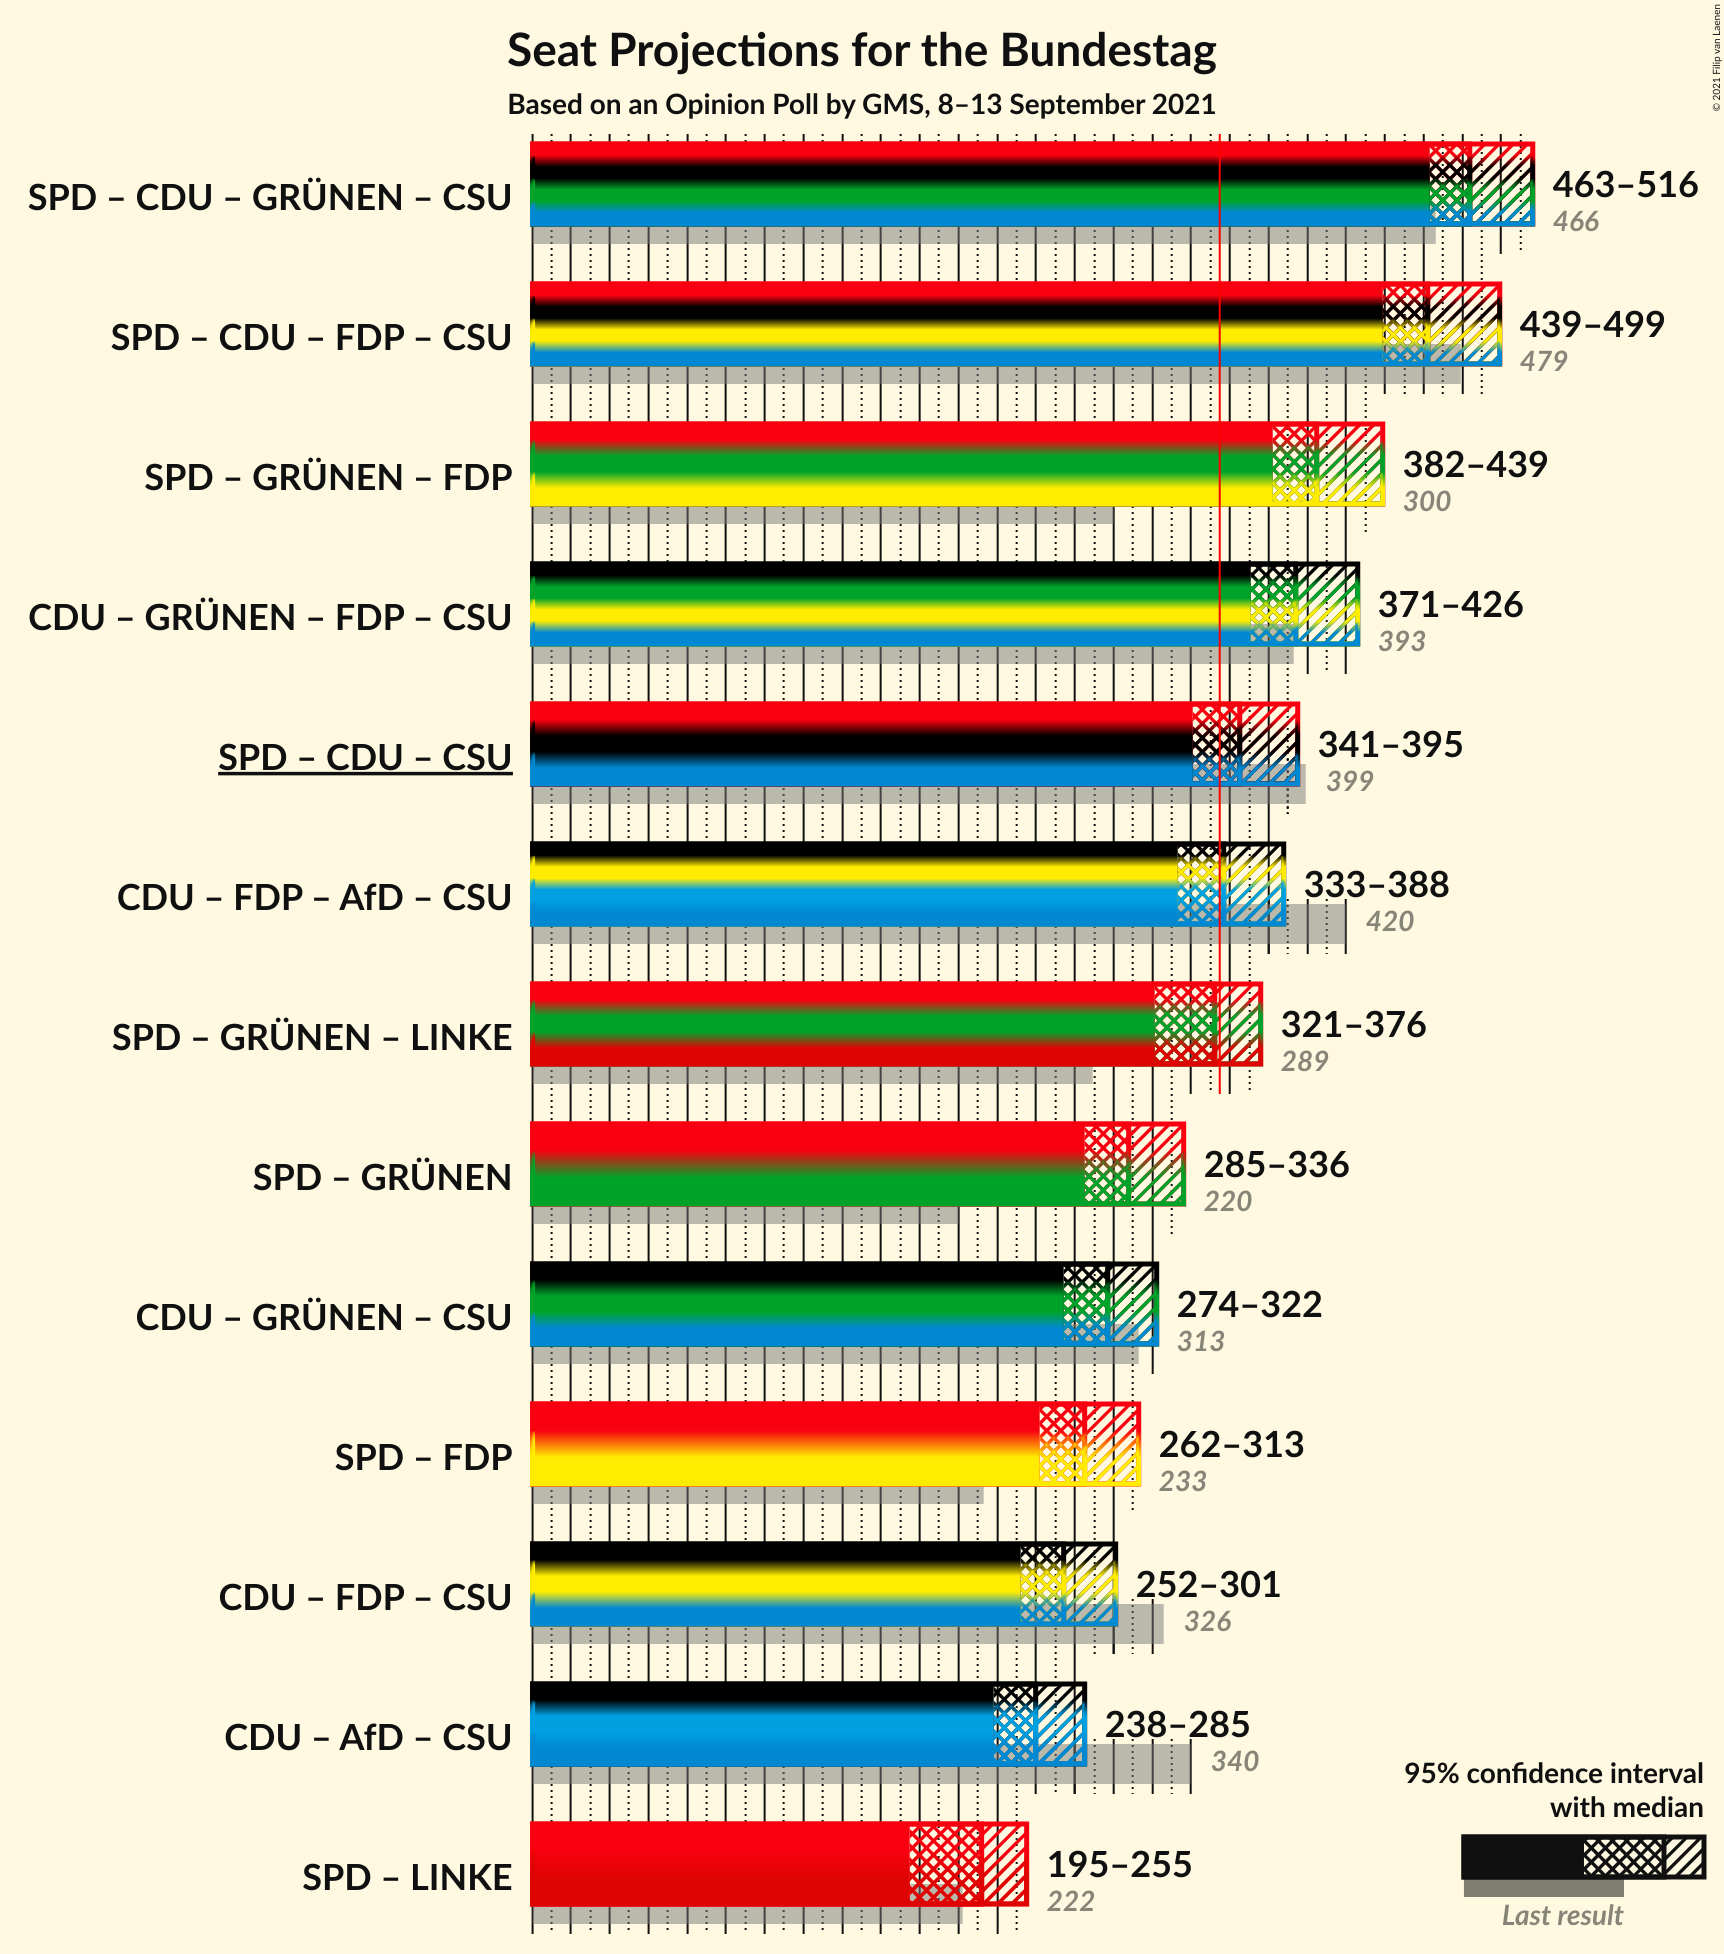 Seat Projections for the Bundestag
Based on an Opinion Poll by GMS, 8–13 September 2021
© 2021 Filip van Laenen
SPD – CDU – GRÜNEN – CSU
463–516
466
SPD – CDU – FDP – CSU
439–499
479
SPD – GRÜNEN – FDP
382–439
300
CDU – GRÜNEN – FDP – CSU
371–426
393
SPD – CDU – CSU
341–395
399
CDU – FDP – AfD – CSU
333–388
420
SPD – GRÜNEN – LINKE
321–376
289
SPD – GRÜNEN
285–336
220
CDU – GRÜNEN – CSU
274–322
313
SPD – FDP
262–313
233
CDU – FDP – CSU
252–301
326
CDU – AfD – CSU
238–285
340
SPD – LINKE
195–255
222
95% confidence interval
with median
Last result